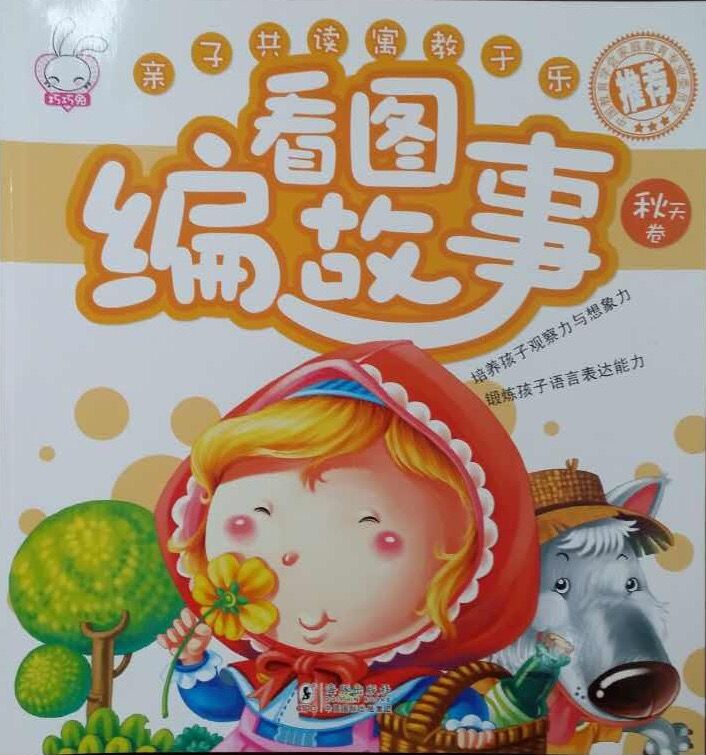 亲子共读寓教于乐
巧巧兔
推荐
看图
编故事
秋天
卷
培养孩子观察力与想象力
锻炼孩子语言表达能力